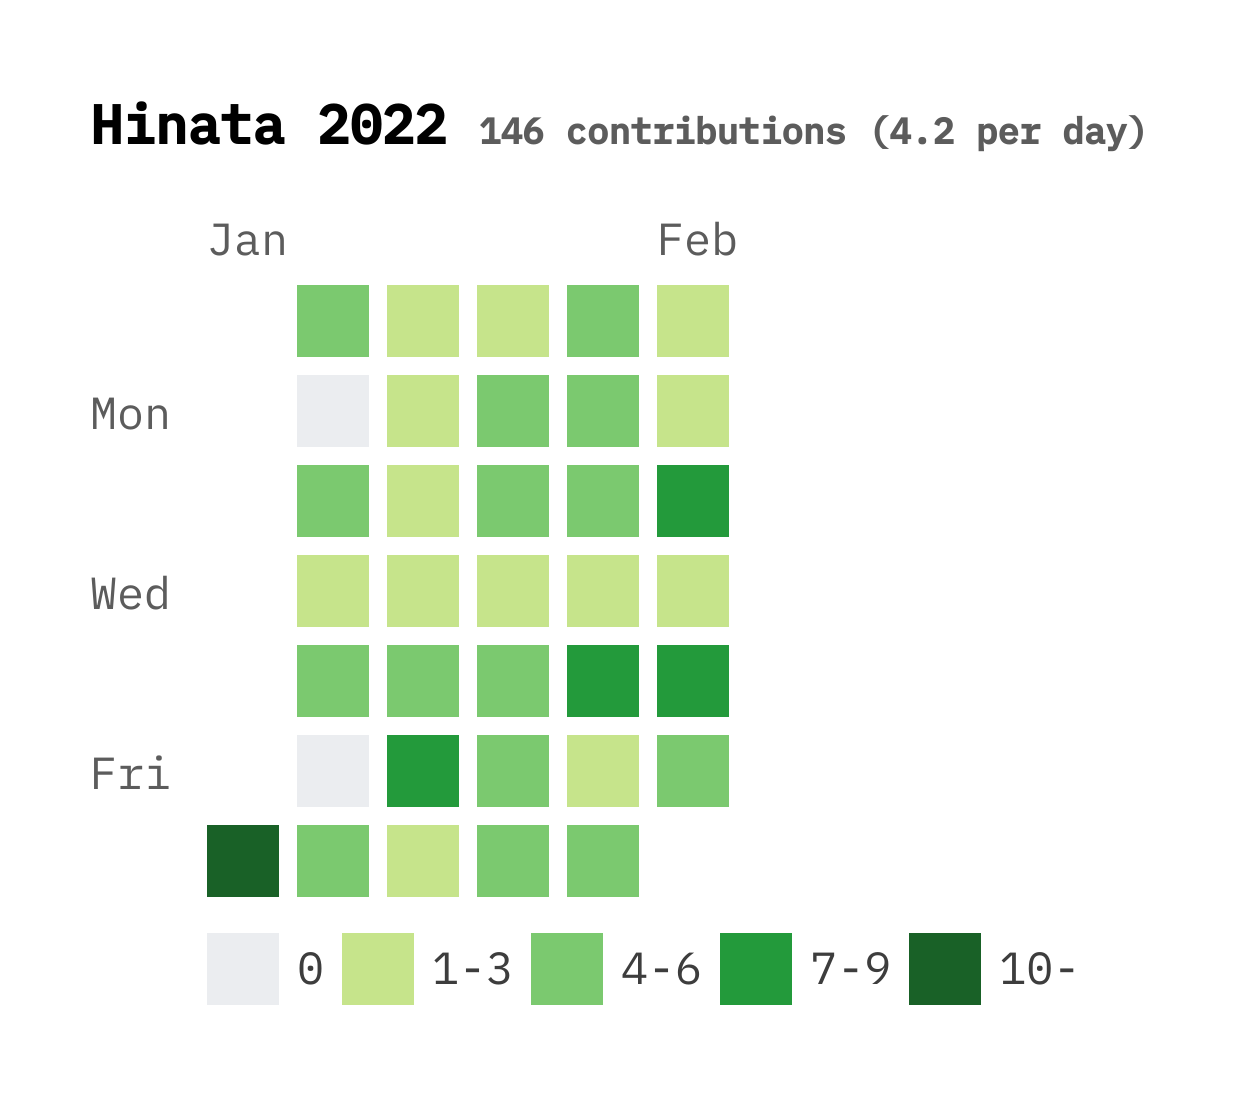 Hinata 2022 146 contributions (4.2 per day)
Jan Feb
Mon
Wed
Fri
0 1-3 4-6 7-9 10-